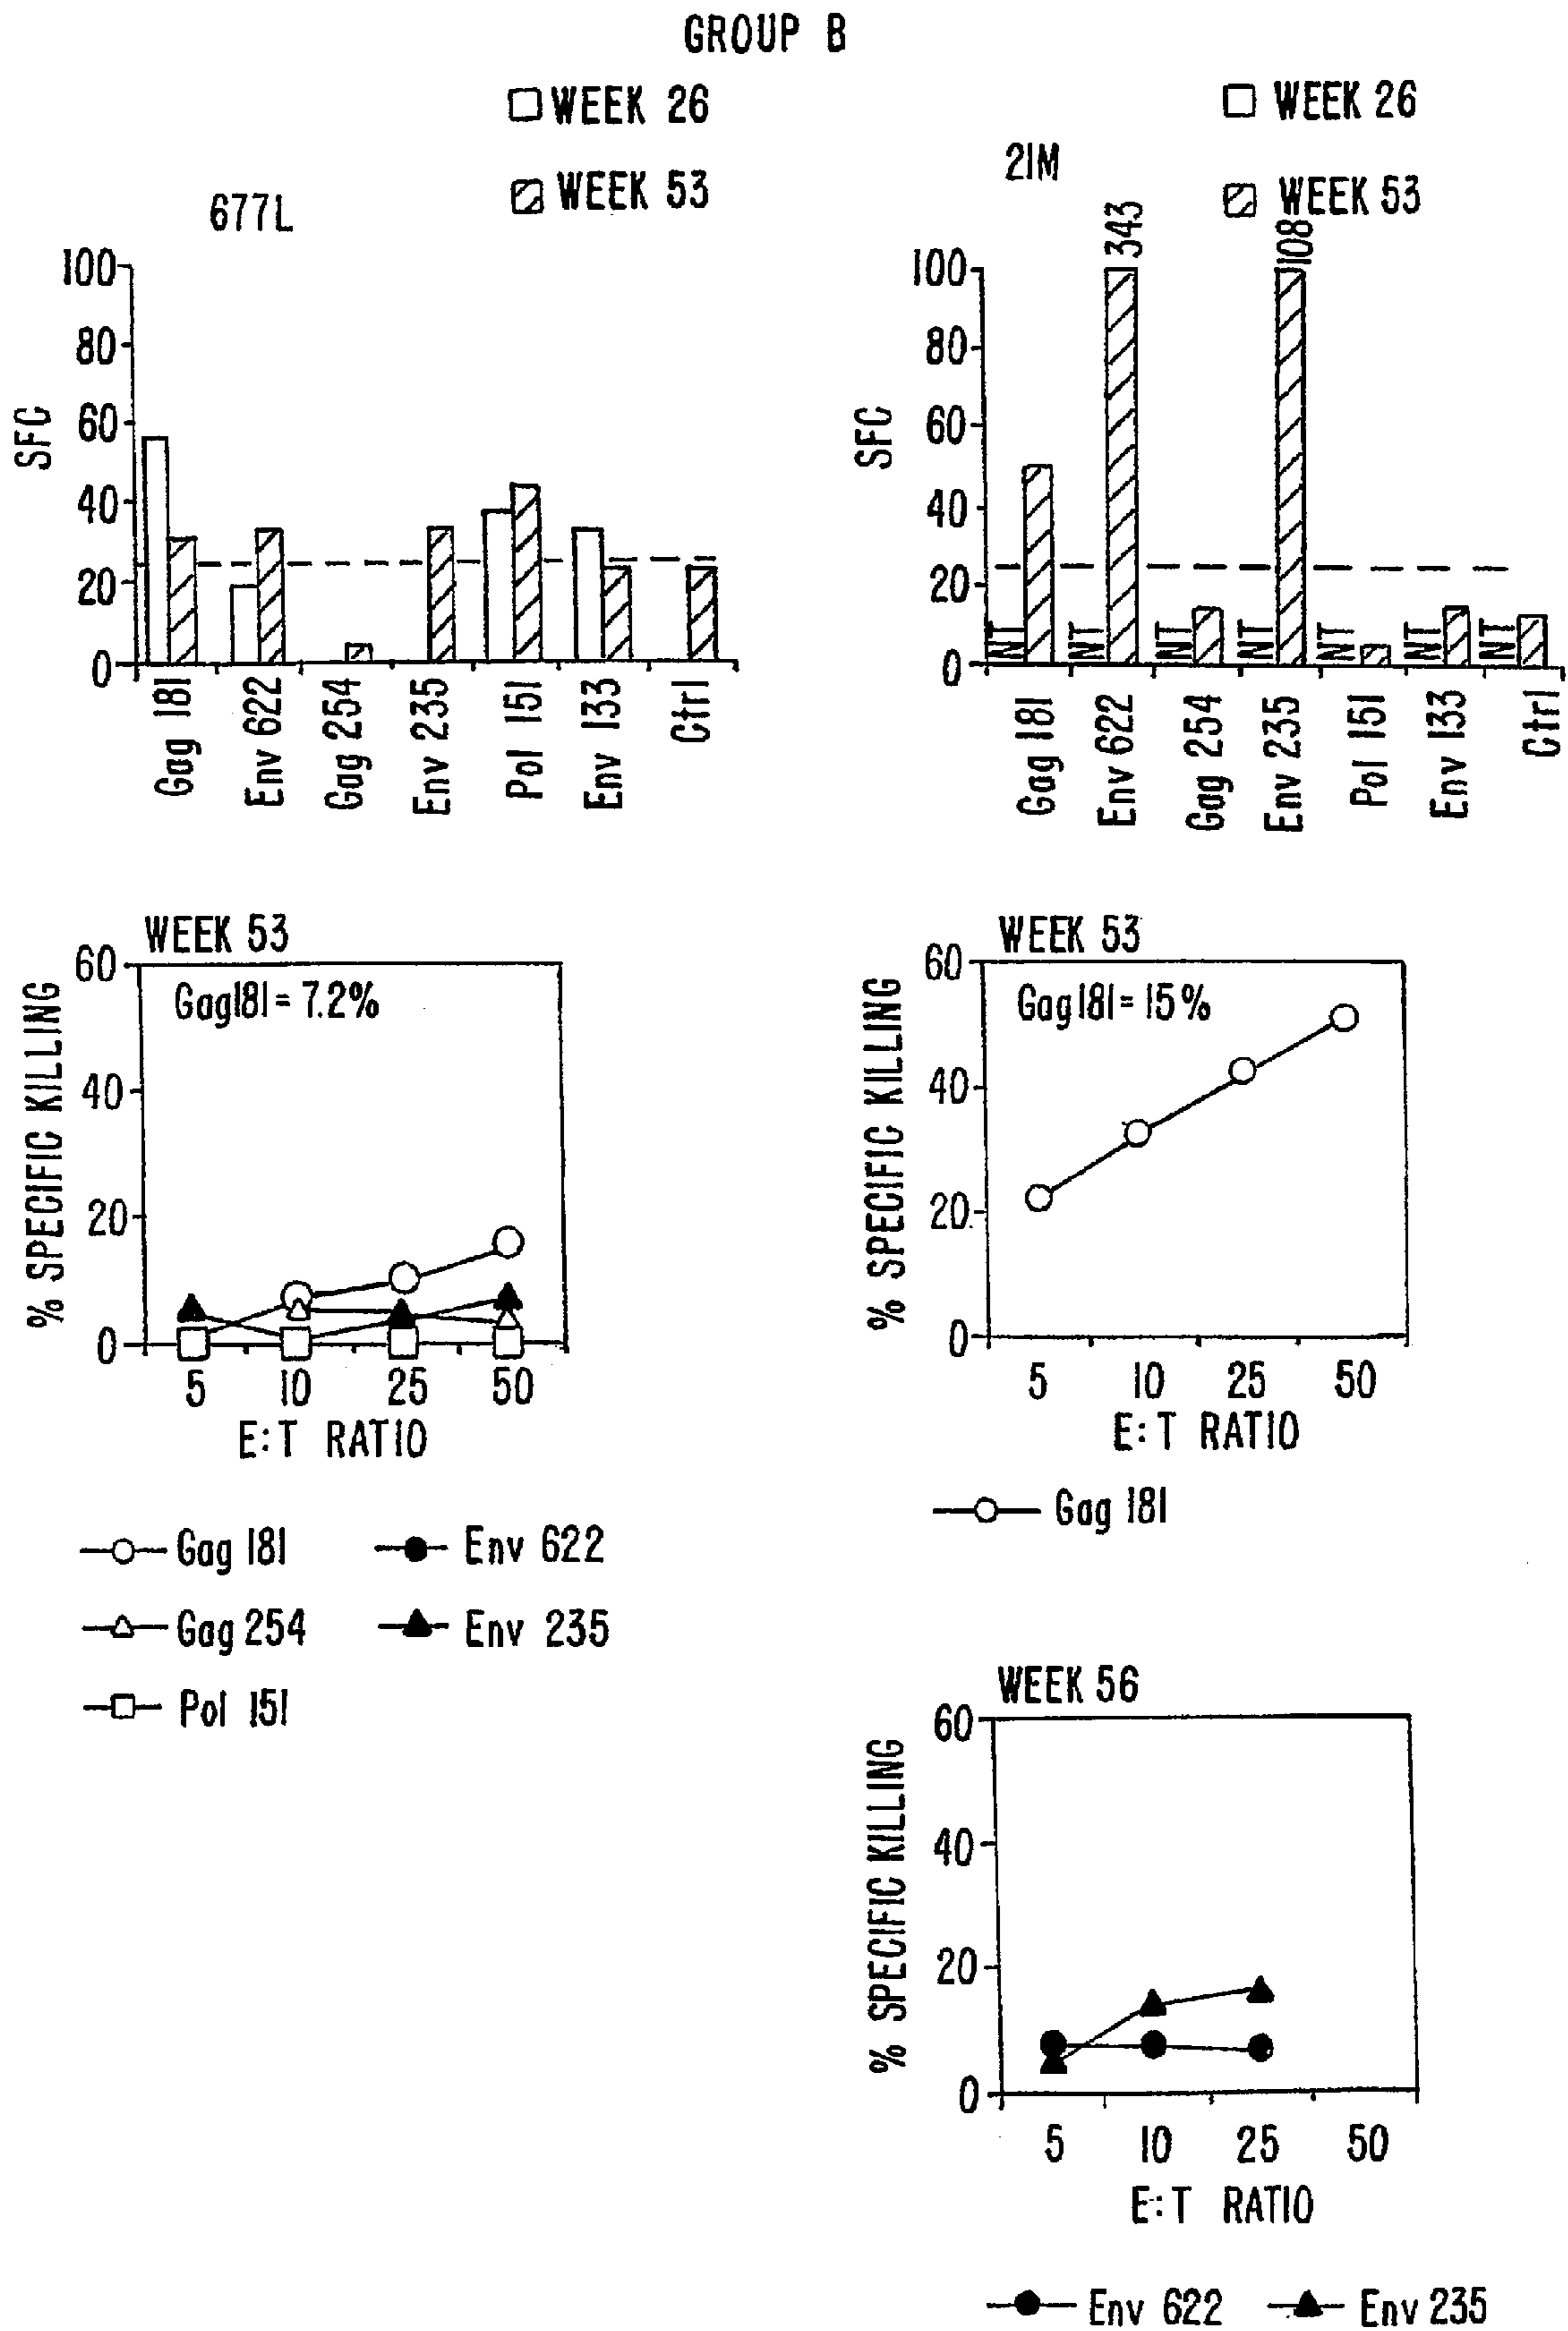 GROUP B
WEEK 26
WEEK 53
677L
100
80
60
40
20
0
SFC
Gag 181
Env 622
Gag 254
Env 235
Pol 151
Env 133
Ctrl
WEEK 26
WEEK 53
21M
343
108
100
80
60
40
20
0
SFC
NT
NT
NT
NT
NT
NT
NT
Gag 181
Env 622
Gag 254
Env 235
Pol 151
Env 133
Ctrl
WEEK 53
Gag181=7.2%
60
40
20
0
% SPECIFIC KILLING
5 10 25 50
E:T RATIO
Gag 181 Env 622
Gag 254 Env 235
Pol 151
WEEK 53
Gag181=15%
60
40
20
0
% SPECIFIC KILLING
5 10 25 50
E:T RATIO
Gag 181
WEEK 56
60
40
20
0
% SPECIFIC KILLING
5 10 25 50
E:T RATIO
Env 622 Env 235